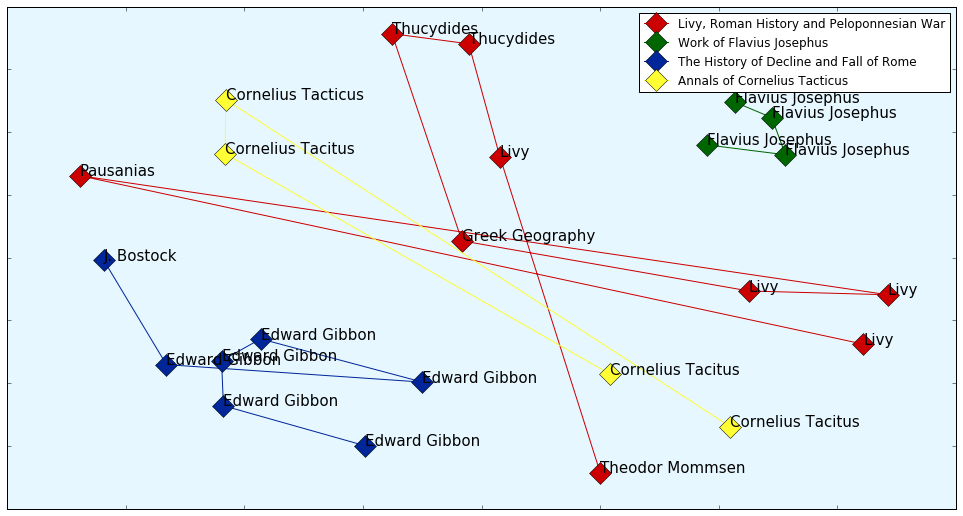 Thucydides
Thucydides
Livy, Roman History and Peloponnesian War
Work of Flavius Josephus
The History of Decline and Fall of Rome
Annals of Cornelius Tacticus
Cornelius Tacticus
Flavius Josephus
Flavius Josephus
Flavius Josephus
Flavius Josephus
Cornelius Tacitus
Livy
Pausanias
Greek Geography
J. Bostock
Livy
Livy
Edward Gibbon
Livy
Edward Gibbon
Edward Gibbon
Edward Gibbon
Cornelius Tacitus
Edward Gibbon
Cornelius Tacitus
Edward Gibbon
Theodor Mommsen